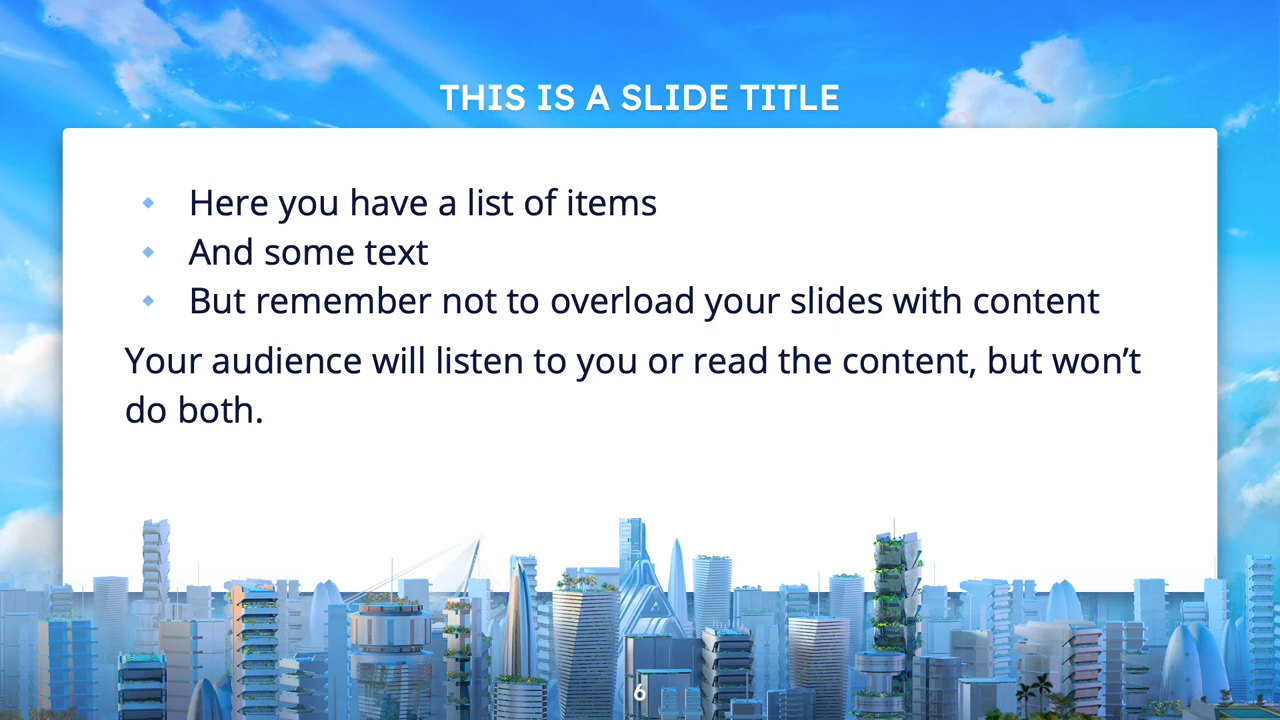 THIS IS A SLIDE TITLE
Here you have a list of items
And some text
But remember not to overload your slides with content
Your audience will listen to you or read the content, but won’t
do both.
6